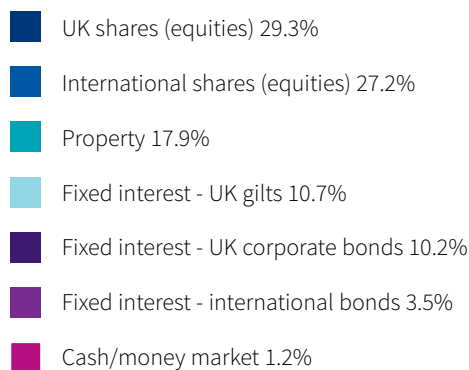 UK shares (equities) 29.3%
International shares (equities) 27.2%
Property 17.9%
Fixed interest - UK gilts 10.7%
Fixed interest - UK corporate bonds 10.2%
Fixed interest - international bonds 3.5%
Cash/money market 1.2%